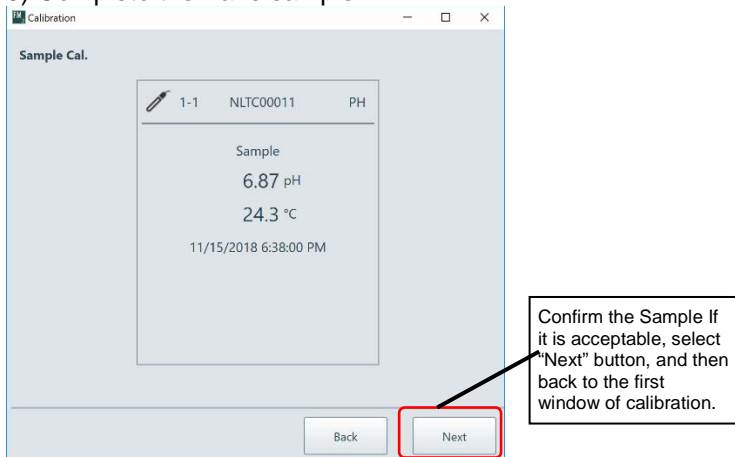 Calibration
Sample Cal.
1-1 NLTC00011 PH
Sample
6.87 pH
24.3 °C
11/15/2018 6:38:00 PM
Back Next
Confirm the Sample If
it is acceptable, select
“Next” button, and then
back to the first
window of calibration.